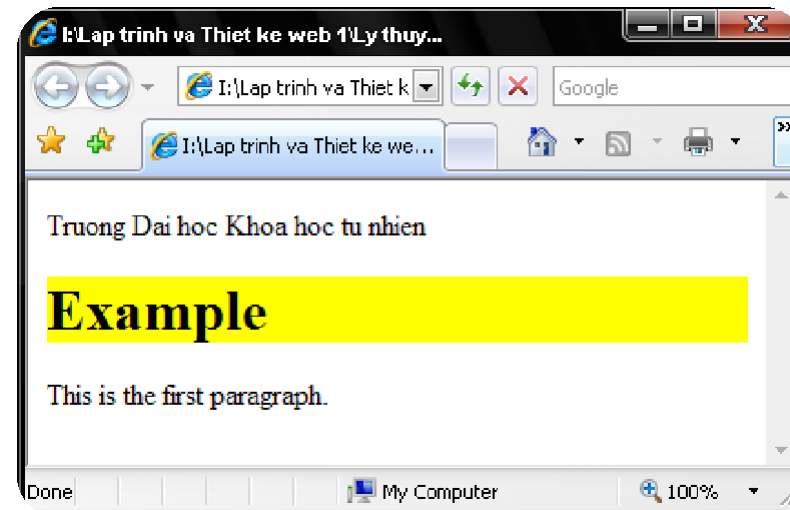 I:\Lap trinh va Thiet ke web 1\Ly thuy...
I:\Lap trinh va Thiet k
Google
I:\Lap trinh va Thiet ke we...
Truong Dai hoc Khoa hoc tu nhien
Example
This is the first paragraph.
Done
My Computer
100%